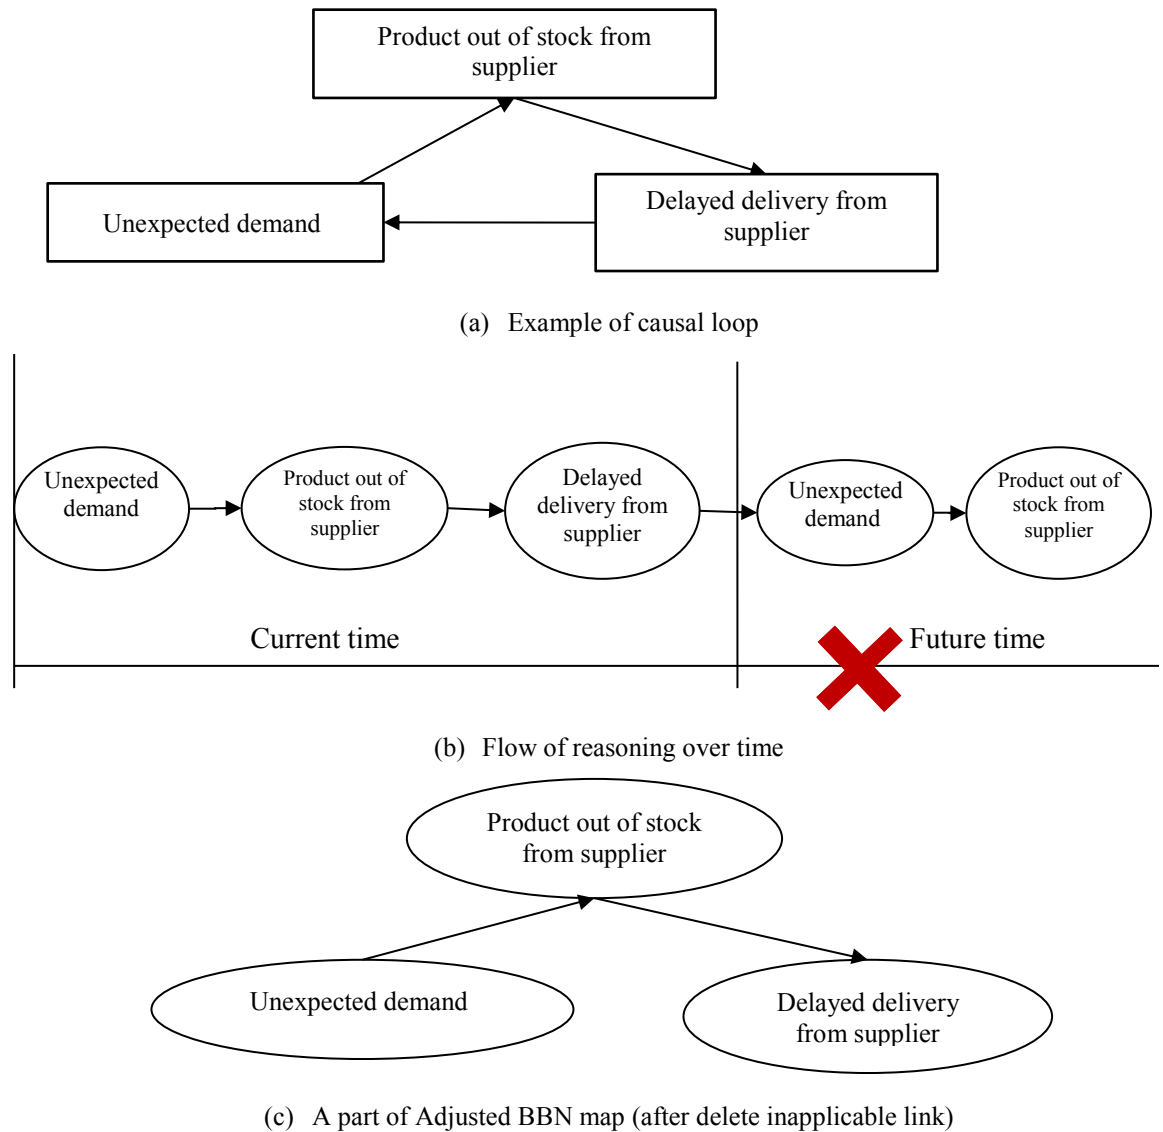 Product out of stock from
supplier
Unexpected demand
Delayed delivery from
supplier
(a) Example of causal loop
Unexpected
demand
Product out of
stock from
supplier
Delayed
delivery from
supplier
Unexpected
demand
Product out of
stock from
supplier
Current time
Future time
(b) Flow of reasoning over time
Product out of stock
from supplier
Unexpected demand
Delayed delivery
from supplier
(c) A part of Adjusted BBN map (after delete inapplicable link)